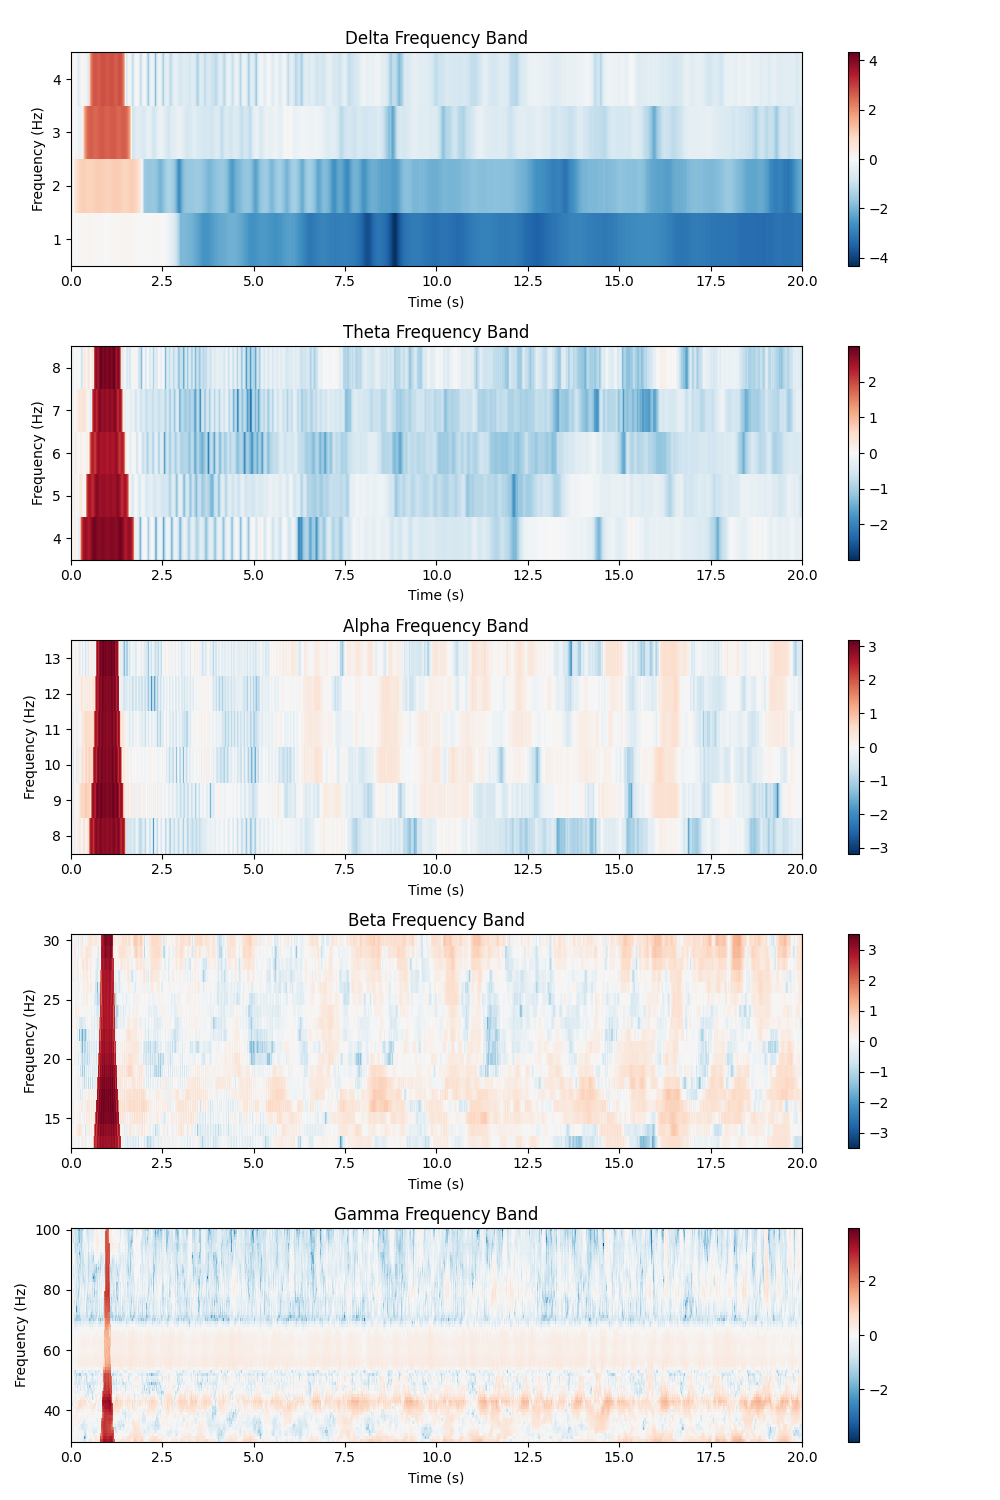 Delta Frequency Band
Frequency (Hz)
4
3
2
1
0.0 2.5 5.0 7.5 10.0 12.5 15.0 17.5 20.0
Time (s)
4
2
0
−2
−4
Theta Frequency Band
Frequency (Hz)
8
7
6
5
4
0.0 2.5 5.0 7.5 10.0 12.5 15.0 17.5 20.0
Time (s)
2
1
0
−1
−2
Alpha Frequency Band
Frequency (Hz)
13
12
11
10
9
8
0.0 2.5 5.0 7.5 10.0 12.5 15.0 17.5 20.0
Time (s)
3
2
1
0
−1
−2
−3
Beta Frequency Band
Frequency (Hz)
30
25
20
15
0.0 2.5 5.0 7.5 10.0 12.5 15.0 17.5 20.0
Time (s)
3
2
1
0
−1
−2
−3
Gamma Frequency Band
Frequency (Hz)
100
80
60
40
0.0 2.5 5.0 7.5 10.0 12.5 15.0 17.5 20.0
Time (s)
2
0
−2